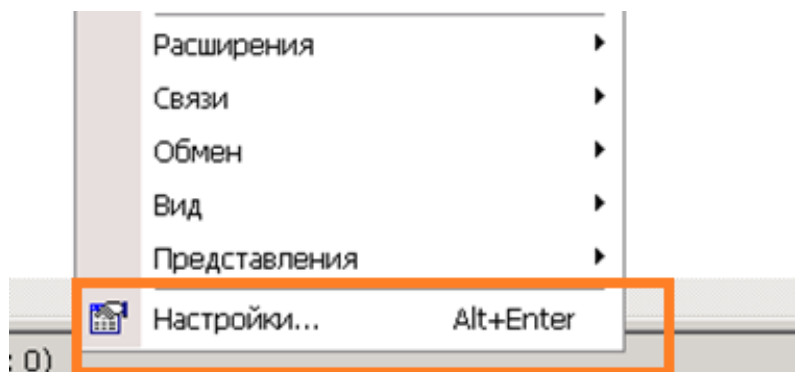 Расширения
Связи
Обмен
Вид
Представления
Настройки... Alt+Enter
: 0)